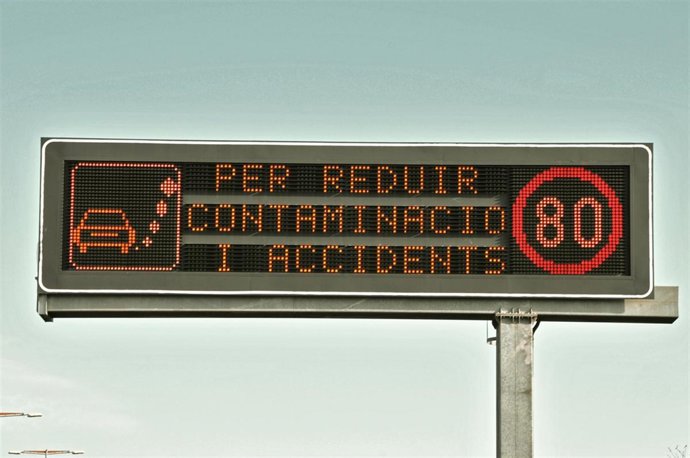 PER REDUIR
CONTAMINACIO
I ACCIDENTS
80